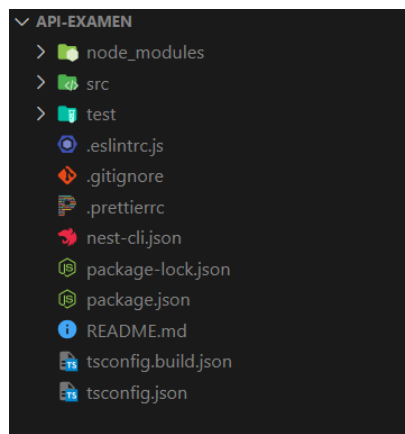 API-EXAMEN
node_modules
src
test
.eslintrc.js
.gitignore
.prettierrc
nest-cli.json
package-lock.json
package.json
README.md
tsconfig.build.json
tsconfig.json